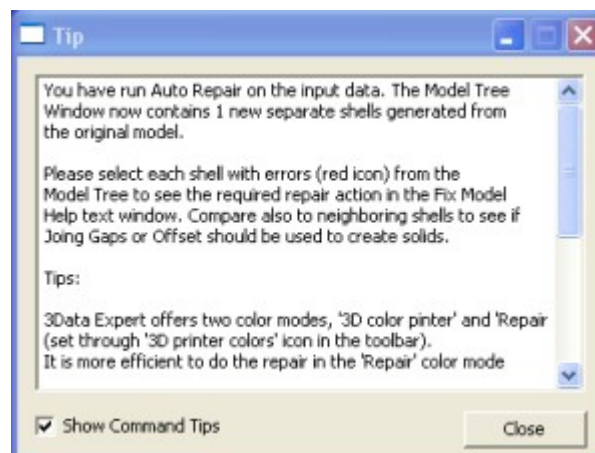 Tip
You have run Auto Repair on the input data. The Model Tree
Window now contains 1 new separate shells generated from
the original model.
Please select each shell with errors (red icon) from the
Model Tree to see the required repair action in the Fix Model
Help text window. Compare also to neighboring shells to see if
Joing Gaps or Offset should be used to create solids.
Tips:
3Data Expert offers two color modes, '3D color pinter' and 'Repair
(set through '3D printer colors' icon in the toolbar).
It is more efficient to do the repair in the 'Repair' color mode
Show Command Tips
Close